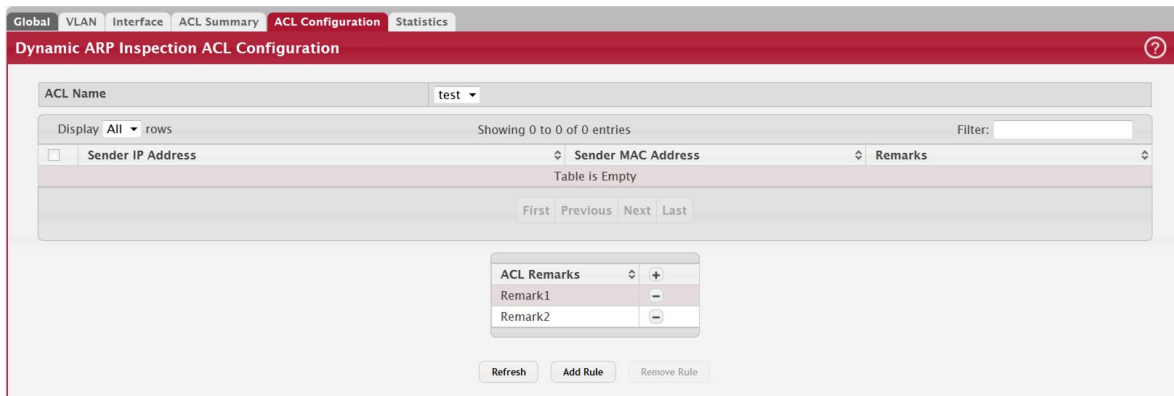 Global VLAN Interface ACL Summary ACL Configuration Statistics
Dynamic ARP Inspection ACL Configuration ?
ACL Name test
Display All rows Showing 0 to 0 of 0 entries Filter:
Sender IP Address Sender MAC Address Remarks
Table is Empty
First Previous Next Last
ACL Remarks +
Remark1 −
Remark2 −
Refresh Add Rule Remove Rule